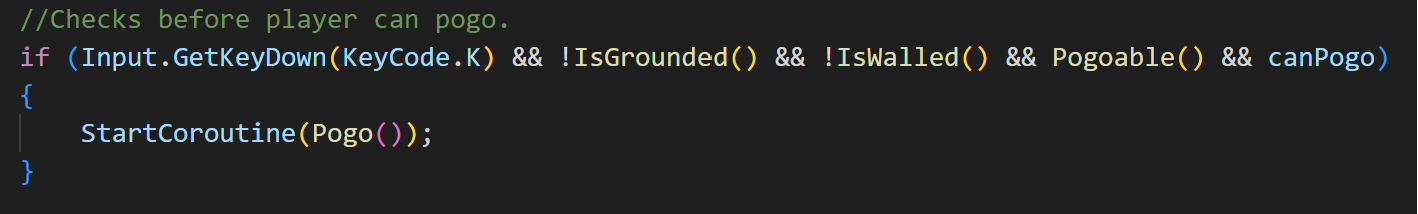 //Checks before player can pogo.
if (Input.GetKeyDown(KeyCode.K) && !IsGrounded() && !IsWalled() && Pogoable() && canPogo)
{
    StartCoroutine(Pogo());
}